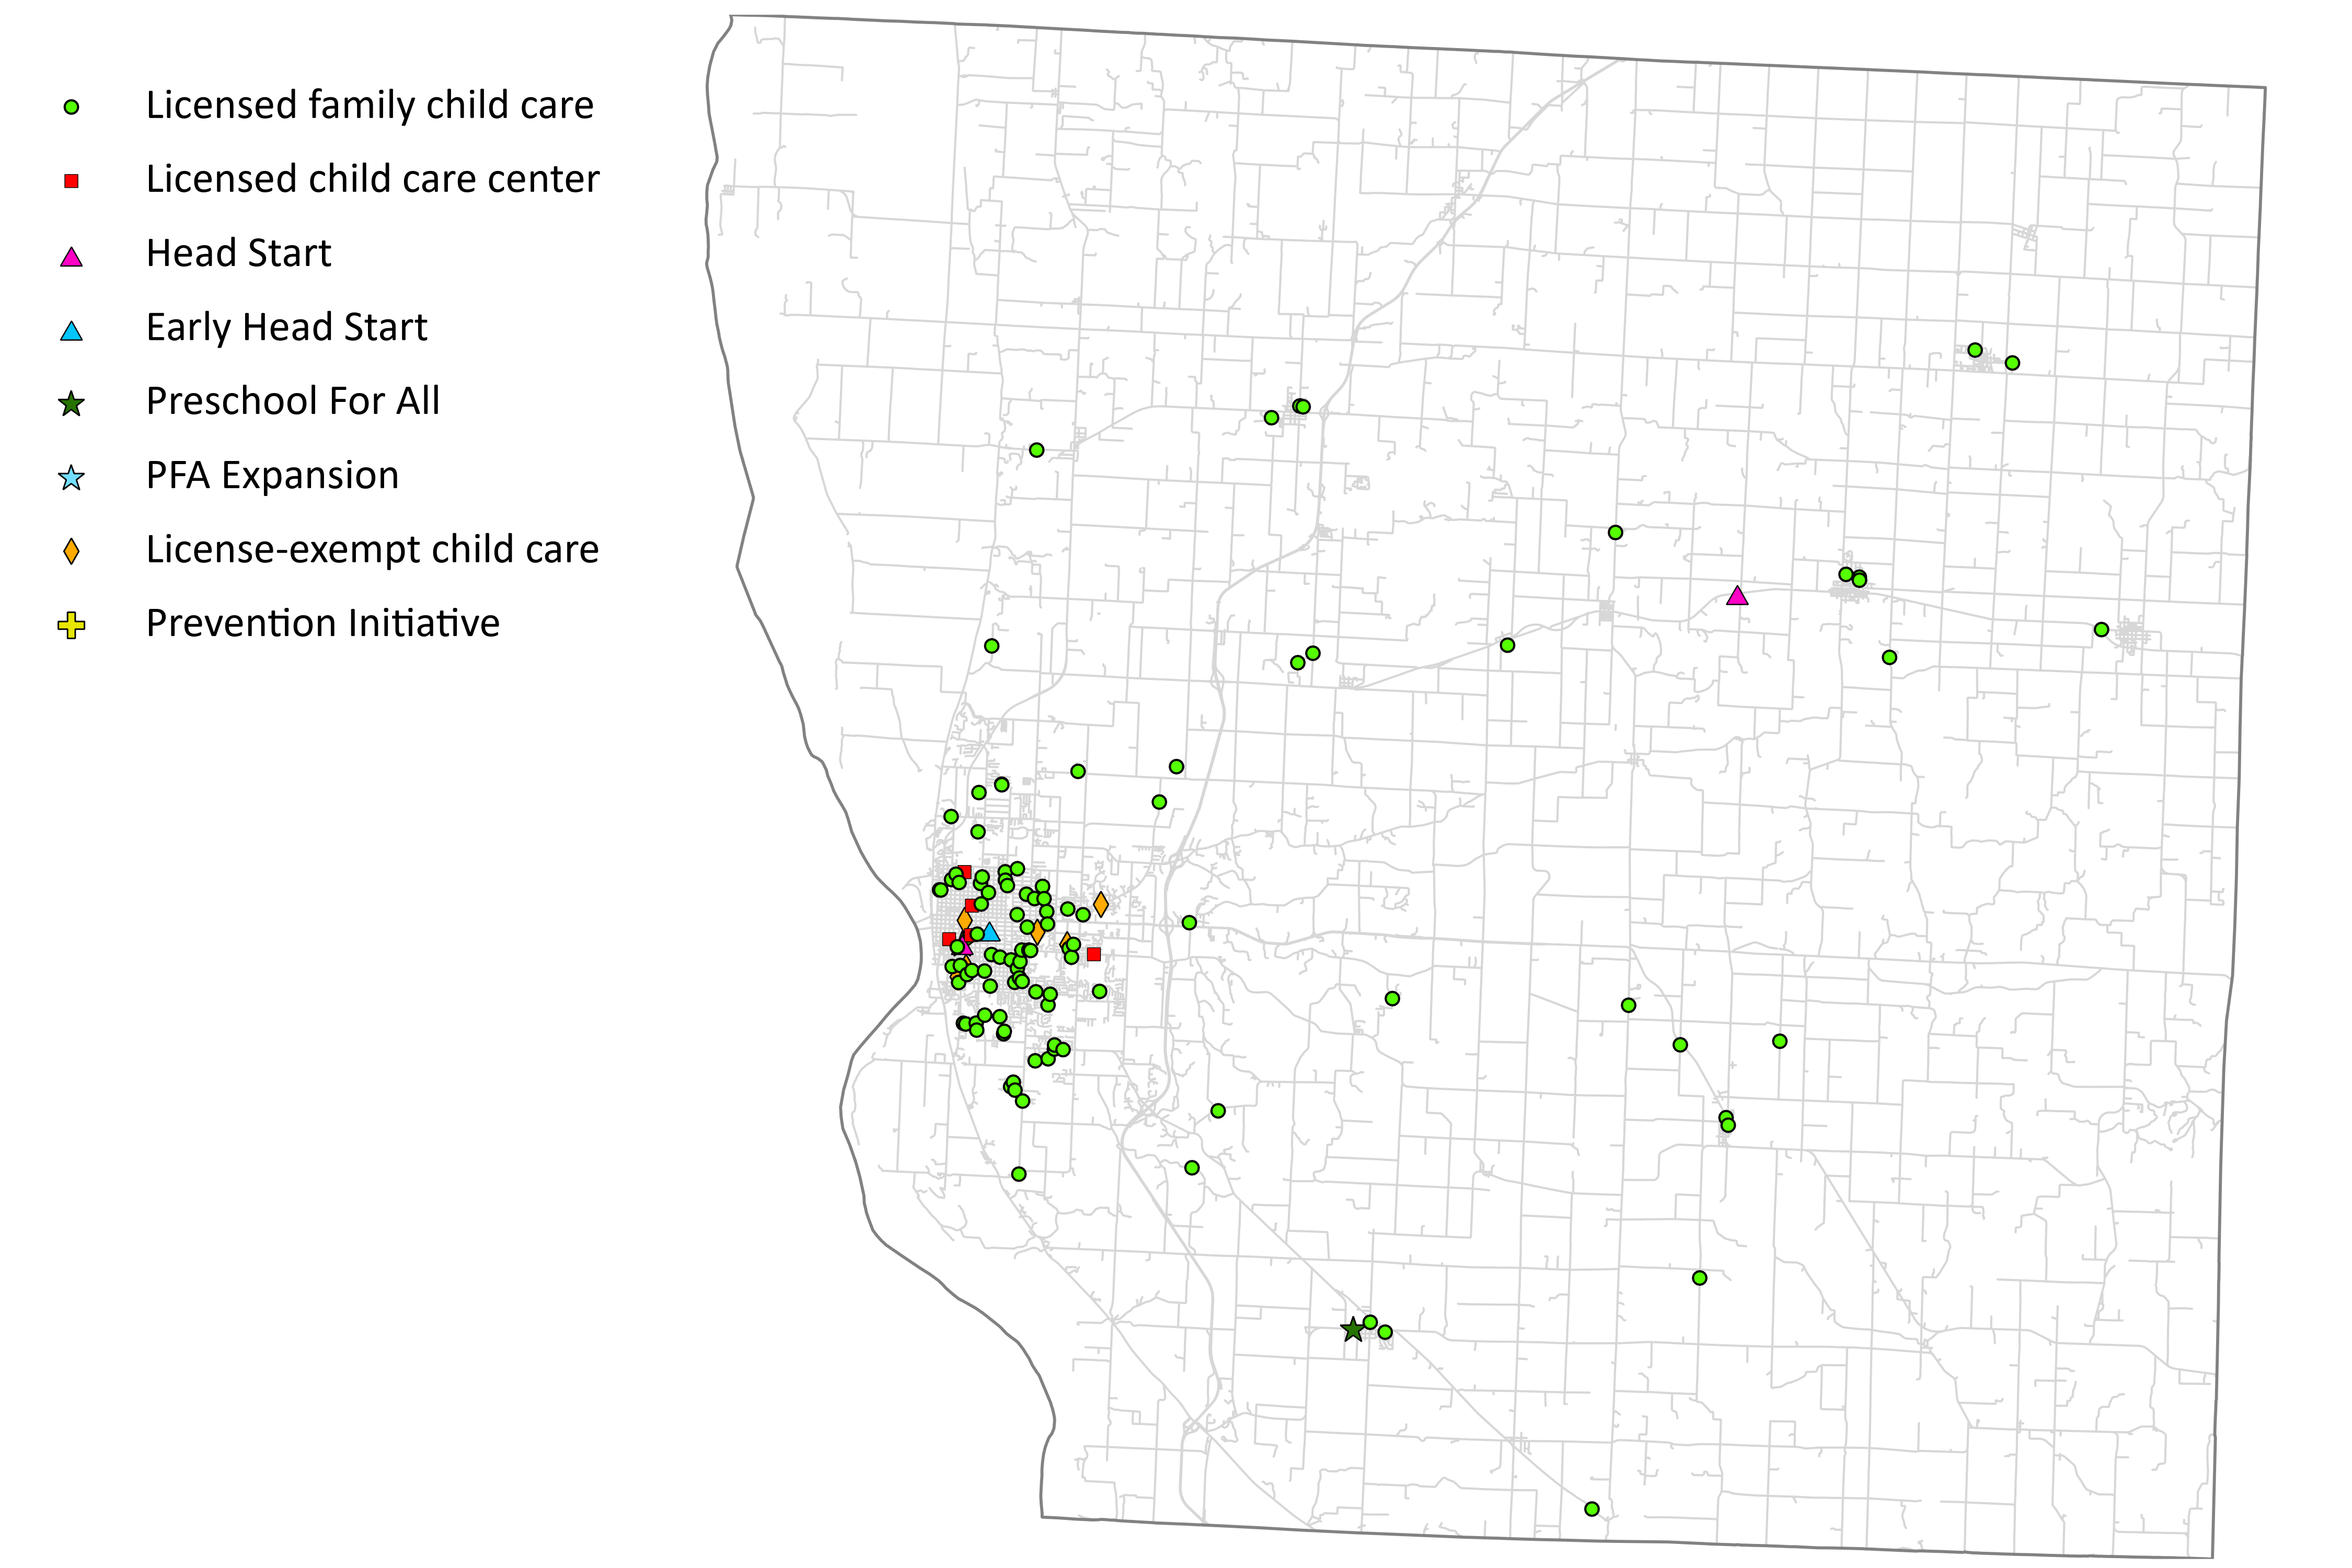 Licensed family child care
Licensed child care center
Head Start
Early Head Start
Preschool For All
PFA Expansion
License-exempt child care
Prevention Initiative